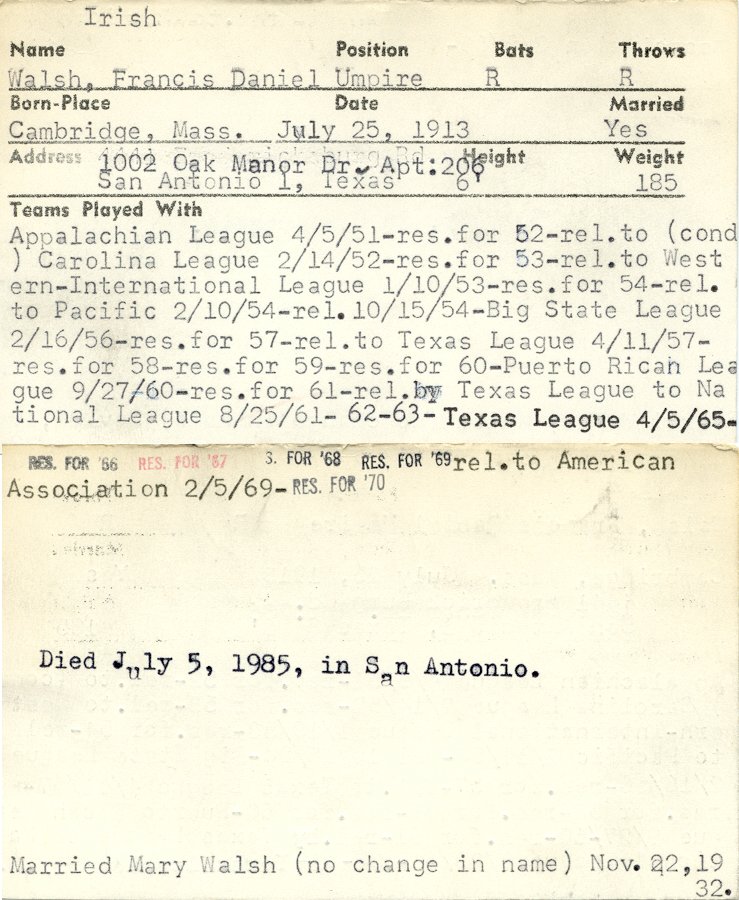 Irish
Name Position Bats Throws
Walsh, Francis Daniel Umpire R R
Born-Place Date Married
Cambridge, Mass. July 25, 1913 Yes
Address 1002 Oak Manor Dr. Apt:206 Height Weight
San Antonio 1, Texas 6' 185
Teams Played With
Appalachian League 4/5/51-res.for 52-rel.to (cond
) Carolina League 2/14/52-res.for 53-rel.to West
ern-International League 1/10/53-res.for 54-rel.
to Pacific 2/10/54-rel.10/15/54-Big State League
2/16/56-res.for 57-rel.to Texas League 4/11/57-
res.for 58-res.for 59-res.for 60-Puerto Rican Lea
gue 9/27/60-res.for 61-rel.by Texas League to Na
tional League 8/25/61- 62-63-Texas League 4/5/65-
RES. FOR '66 RES. FOR '67 S. FOR '68 RES. FOR '69 rel.to American
Association 2/5/69-RES. FOR '70
Died July 5, 1985, in San Antonio.
Married Mary Walsh (no change in name) Nov. 22,19
32.